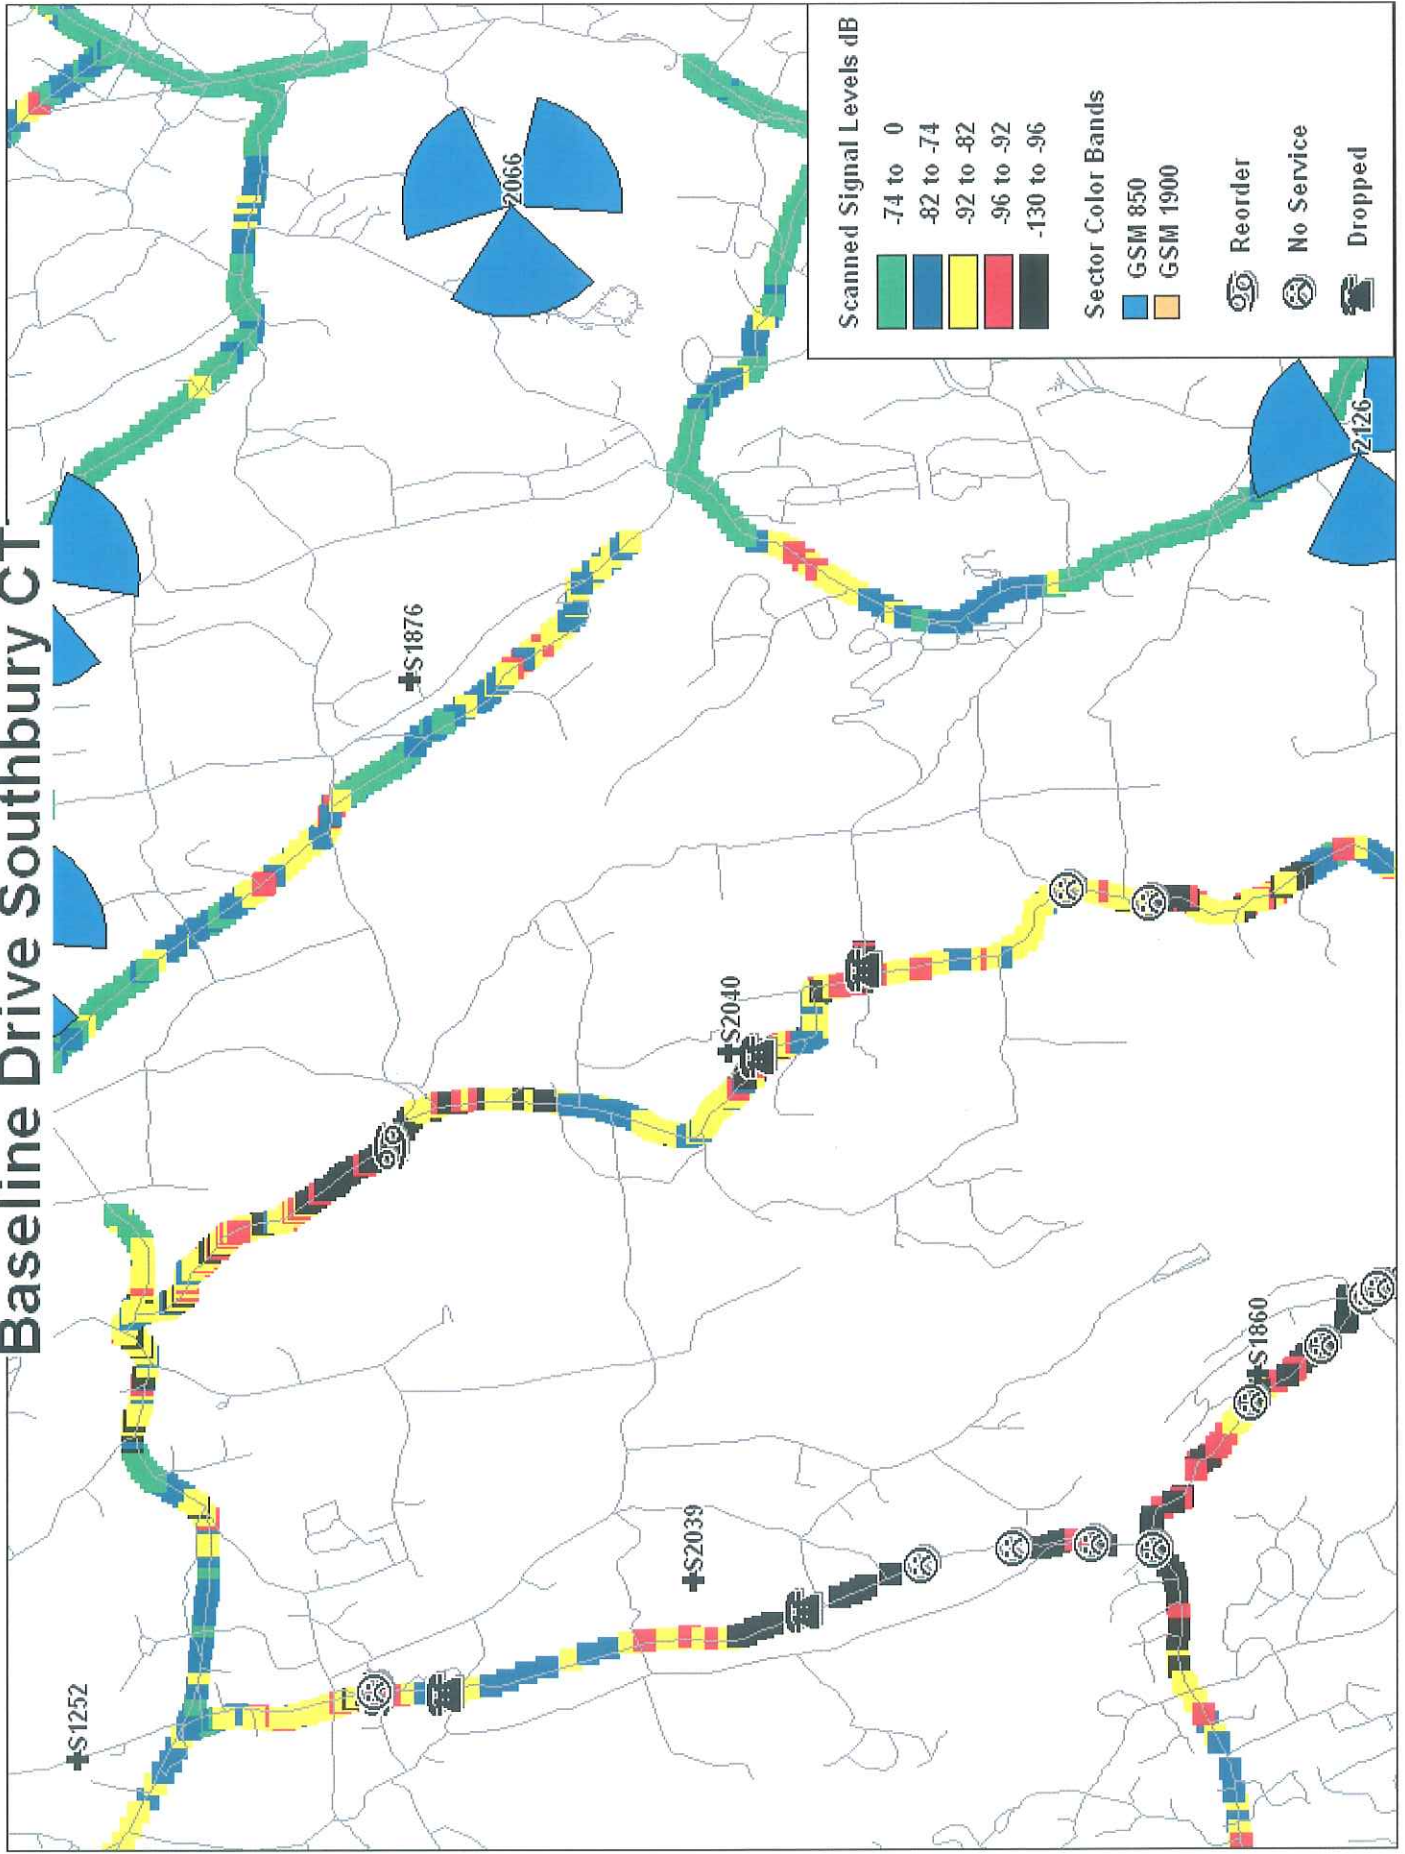 Baseline Drive Southbury CT
S1252
S2039
S1860
S2040
S1876
2066
2126
Scanned Signal Levels dB
-74 to 0
-82 to -74
-92 to -82
-96 to -92
-130 to -96
Sector Color Bands
GSM 850
GSM 1900
Reorder
No Service
Dropped